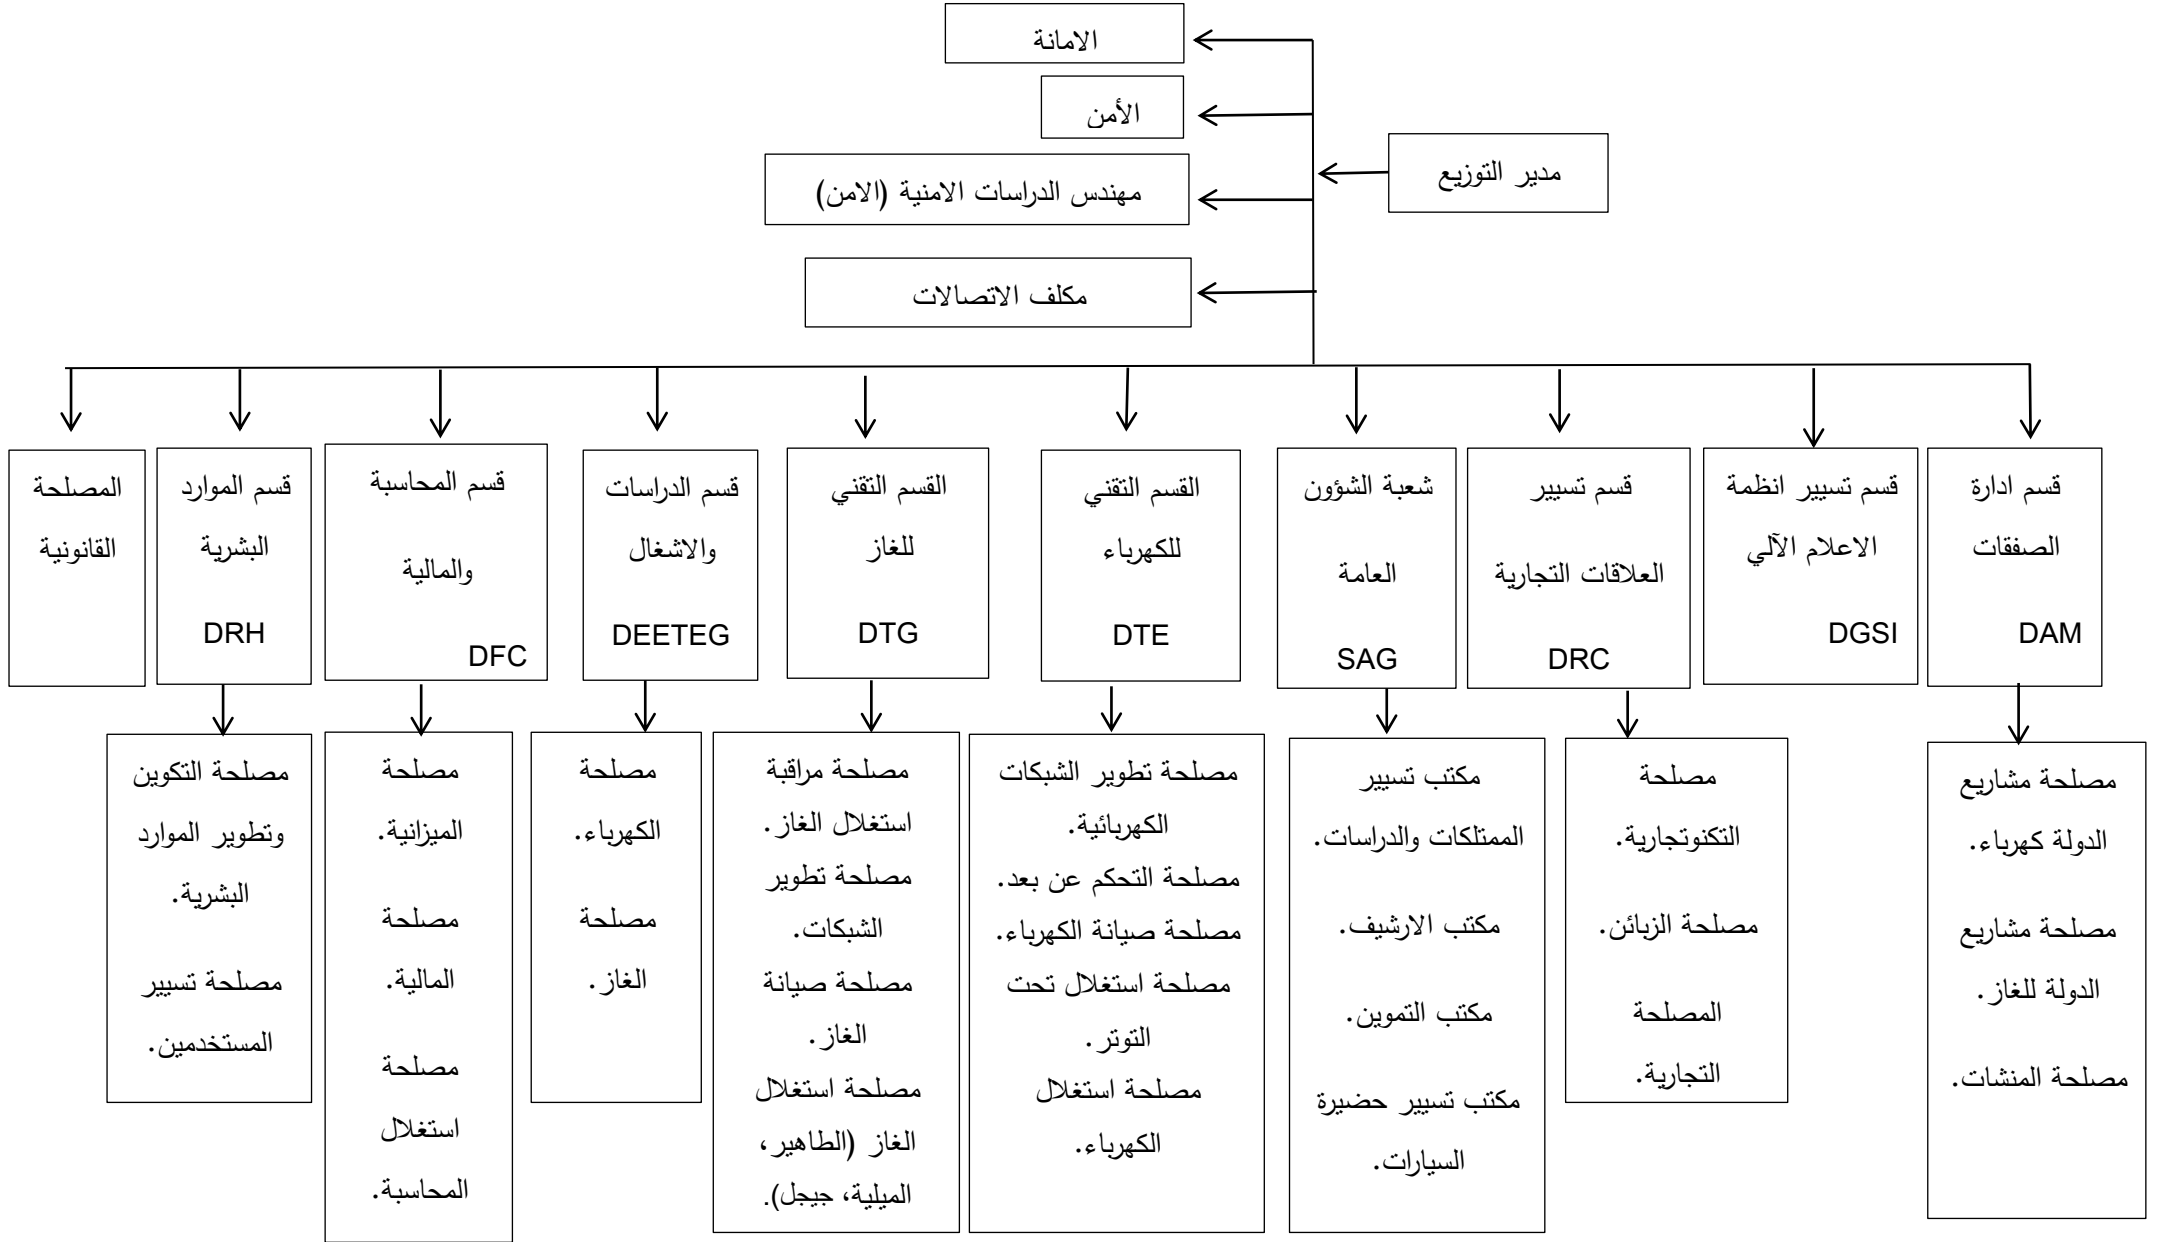 الامانة
الأمن
مدير التوزيع
مهندس الدراسات الامنية (الامن)
مكلف الاتصالات
قسم ادارة
الصفقات
DAM
قسم تسيير انظمة
الاعلام الآلي
DGSI
قسم تسيير
العلاقات التجارية
DRC
شعبة الشؤون
العامة
SAG
القسم التقني
للكهرباء
DTE
القسم التقني
للغاز
DTG
قسم الدراسات
والاشغال
DEETEG
قسم المحاسبة
والمالية
DFC
قسم الموارد
البشرية
DRH
المصلحة
القانونية
مصلحة مشاريع
الدولة كهرباء.
مصلحة مشاريع
الدولة للغاز.
مصلحة المنشات.
مصلحة
التكنوتجارية.
مصلحة الزبائن.
المصلحة
التجارية.
مكتب تسيير
الممتلكات والدراسات.
مكتب الارشيف.
مكتب التموين.
مكتب تسيير حضيرة
السيارات.
مصلحة تطوير الشبكات
الكهربائية.
مصلحة التحكم عن بعد.
مصلحة صيانة الكهرباء.
مصلحة استغلال تحت
التوتر.
مصلحة استغلال
الكهرباء.
مصلحة مراقبة
استغلال الغاز.
مصلحة تطوير
الشبكات.
مصلحة صيانة
الغاز.
مصلحة استغلال
الغاز (الطاهير،
الميلية، جيجل).
مصلحة
الكهرباء.
مصلحة
الغاز.
مصلحة
الميزانية.
مصلحة
المالية.
مصلحة
استغلال
المحاسبة.
مصلحة التكوين
وتطوير الموارد
البشرية.
مصلحة تسيير
المستخدمين.